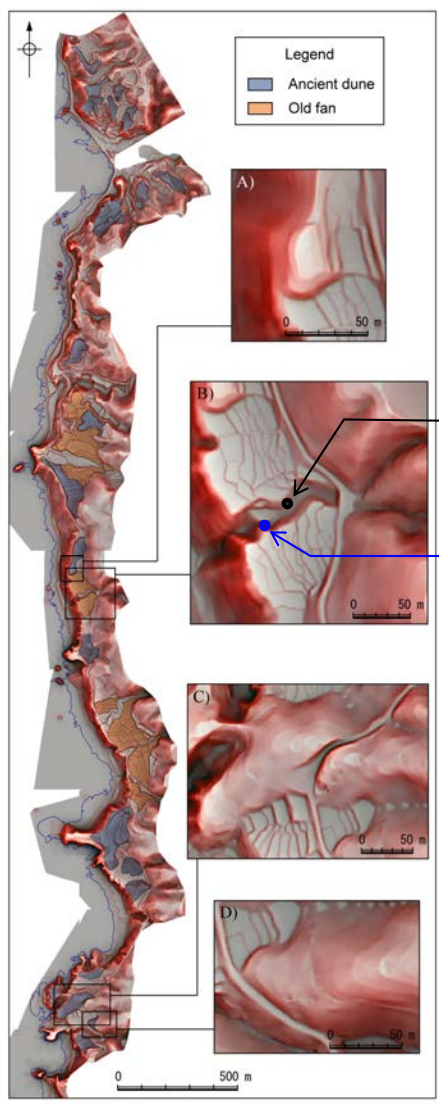 Legend
Ancient dune
Old fan
A)
0 50 m
B)
0 50 m
C)
0 50 m
D)
0 50 m
0 500 m